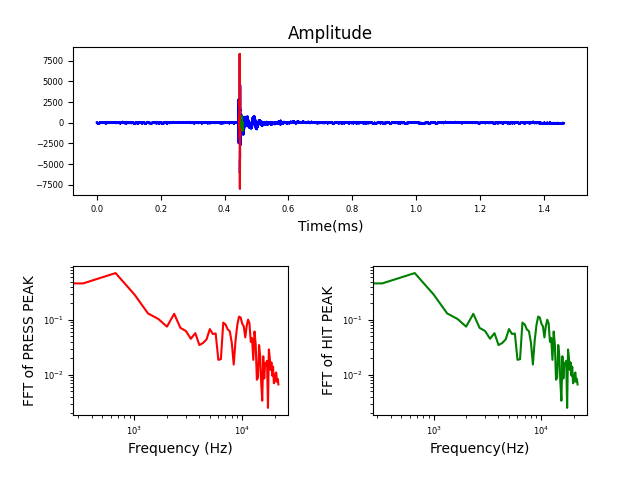 Amplitude
7500
5000
2500
0
−2500
−5000
−7500
0.0 0.2 0.4 0.6 0.8 1.0 1.2 1.4
Time(ms)
FFT of PRESS PEAK
10⁻¹
10⁻²
10³ 10⁴
Frequency (Hz)
FFT of HIT PEAK
10⁻¹
10⁻²
10³ 10⁴
Frequency(Hz)